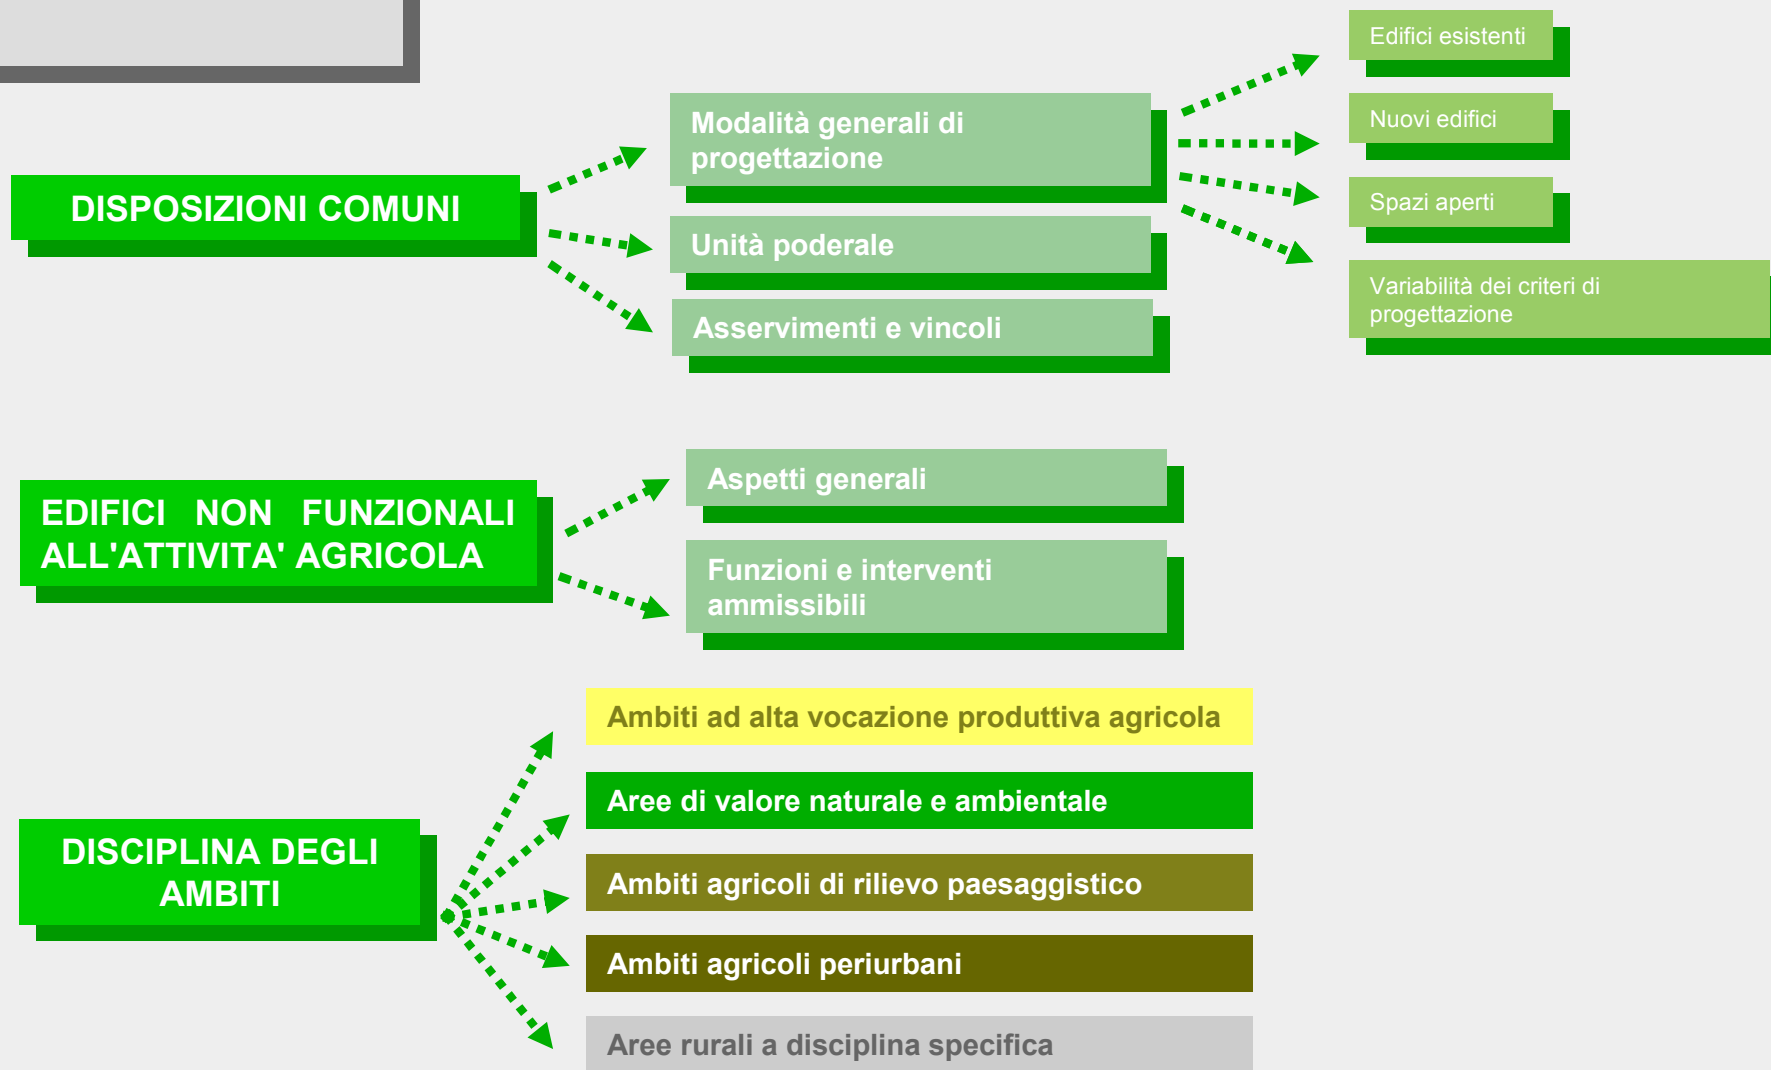 DISPOSIZIONI COMUNI
Modalità generali di
progettazione
Unità poderale
Asservimenti e vincoli
Edifici esistenti
Nuovi edifici
Spazi aperti
Variabilità dei criteri di
progettazione
EDIFICI NON FUNZIONALI
ALL'ATTIVITA' AGRICOLA
Aspetti generali
Funzioni e interventi
ammissibili
DISCIPLINA DEGLI
AMBITI
Ambiti ad alta vocazione produttiva agricola
Aree di valore naturale e ambientale
Ambiti agricoli di rilievo paesaggistico
Ambiti agricoli periurbani
Aree rurali a disciplina specifica